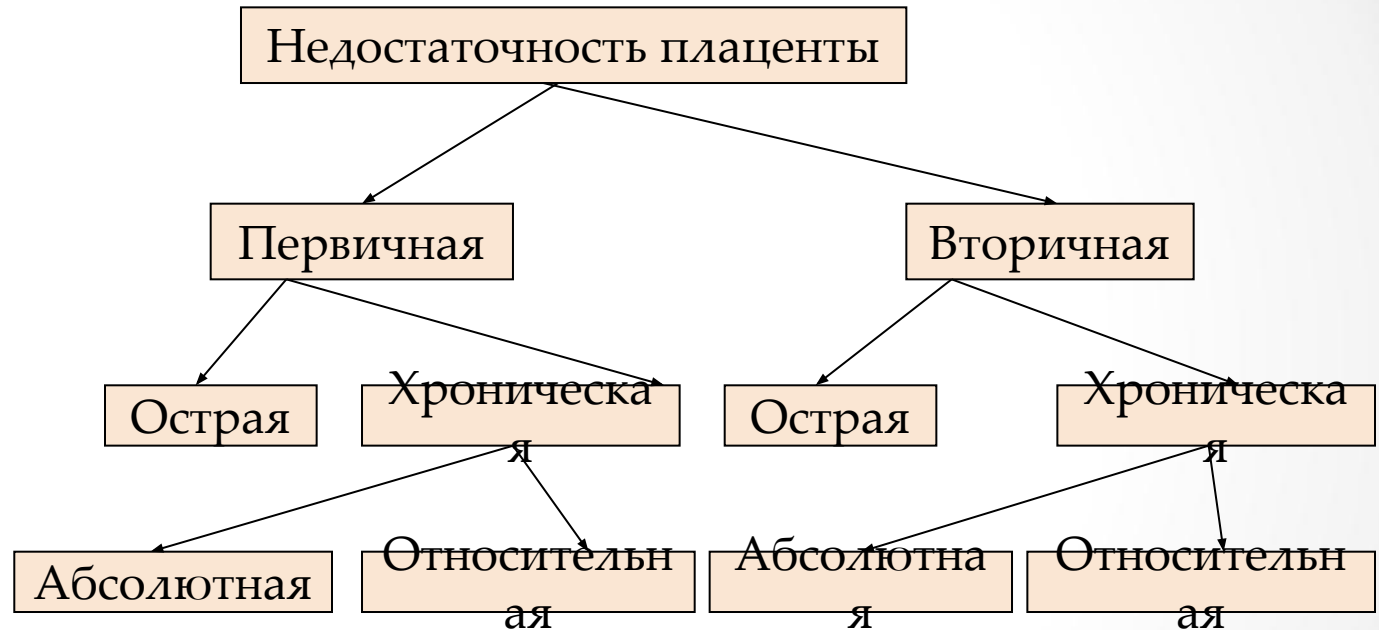 Недостаточность плаценты
Первичная
Вторичная
Острая
Хроническа
я
Острая
Хроническа
я
Абсолютная
Относительн
ая
Абсолютна
я
Относительн
ая